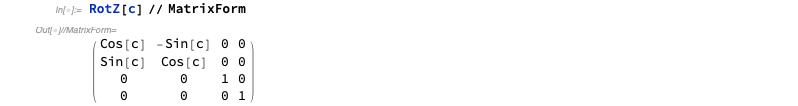 In[•]:= RotZ[c] // MatrixForm
Out[•]//MatrixForm=
Cos[c] -Sin[c] 0 0
Sin[c] Cos[c] 0 0
0 0 1 0
0 0 0 1